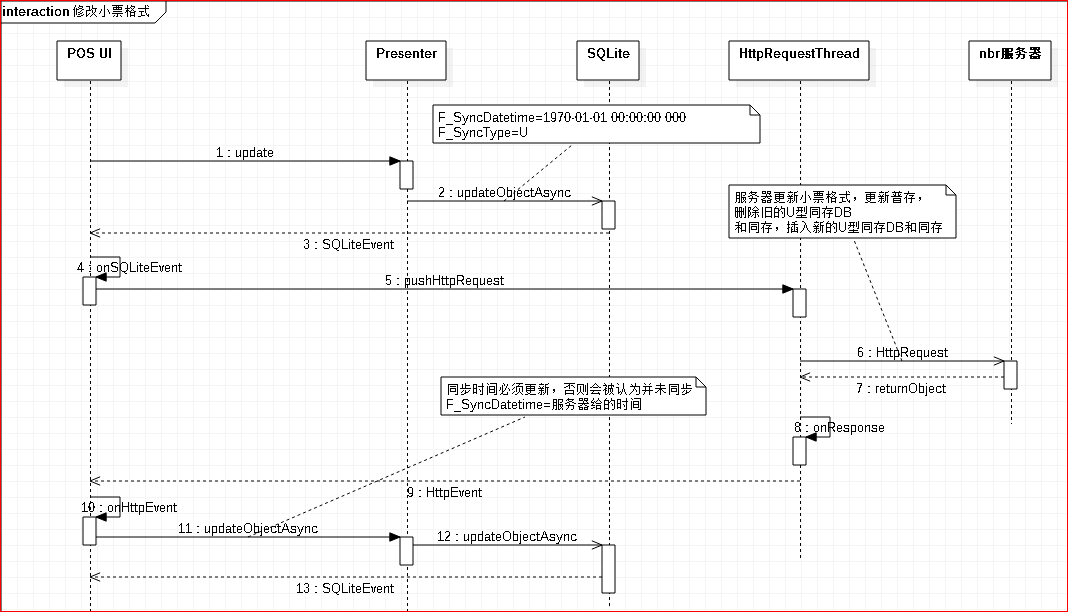 interaction 修改小票格式
POS UI
Presenter
SQLite
HttpRequestThread
nbr服务器
F_SyncDatetime=1970-01-01 00:00:00 000
F_SyncType=U
1 : update
2 : updateObjectAsync
服务器更新小票格式，更新普存，
删除旧的U型同存DB
和同存，插入新的U型同存DB和同存
3 : SQLiteEvent
4 : onSQLiteEvent
5 : pushHttpRequest
6 : HttpRequest
7 : returnObject
同步时间必须更新，否则会被认为并未同步
F_SyncDatetime=服务器给的时间
8 : onResponse
9 : HttpEvent
10 : onHttpEvent
11 : updateObjectAsync
12 : updateObjectAsync
13 : SQLiteEvent